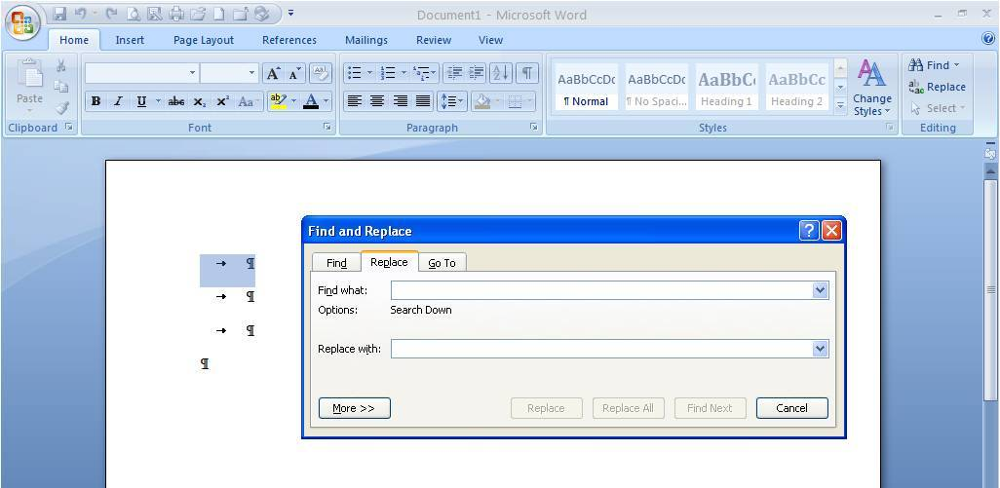 Document1 - Microsoft Word
Home Insert Page Layout References Mailings Review View
Paste
Clipboard
A A Aa
B I U abc x₂ x² Aa ab A
Font
A Z ¶
Paragraph
AaBbCcDc AaBbCcDc AaBbC AaBbCc
¶ Normal ¶ No Spaci... Heading 1 Heading 2
Change
Styles
Styles
Find
Replace
Select
Editing
Find and Replace
Find Replace Go To
Find what:
Options: Search Down
Replace with:
More >> Replace Replace All Find Next Cancel
→ ¶
→ ¶
→ ¶
¶